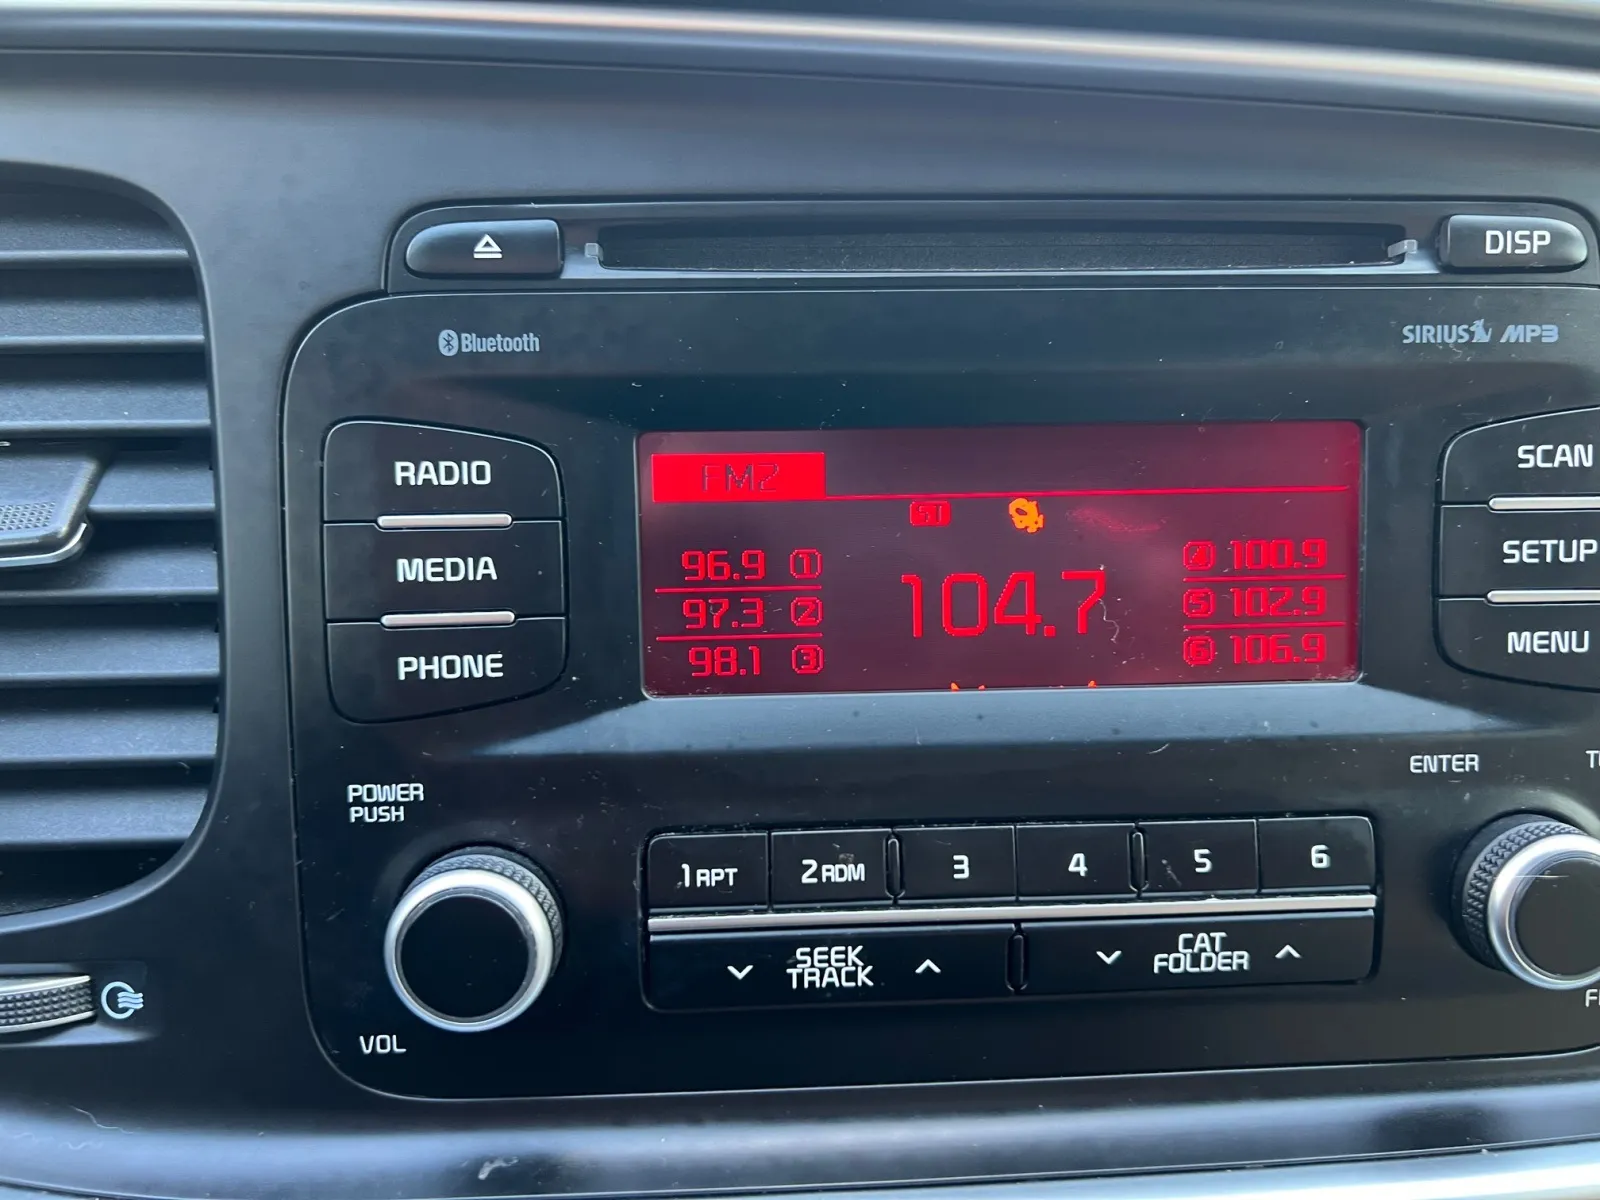 DISP
Bluetooth
SIRIUS MP3
RADIO
MEDIA
PHONE
FM2
ST
96.9 1
97.3 2
98.1 3
104.7
4 100.9
5 102.9
6 106.9
SCAN
SETUP
MENU
POWER
PUSH
VOL
1 RPT
2 RDM
3
4
5
6
SEEK
TRACK
CAT
FOLDER
ENTER